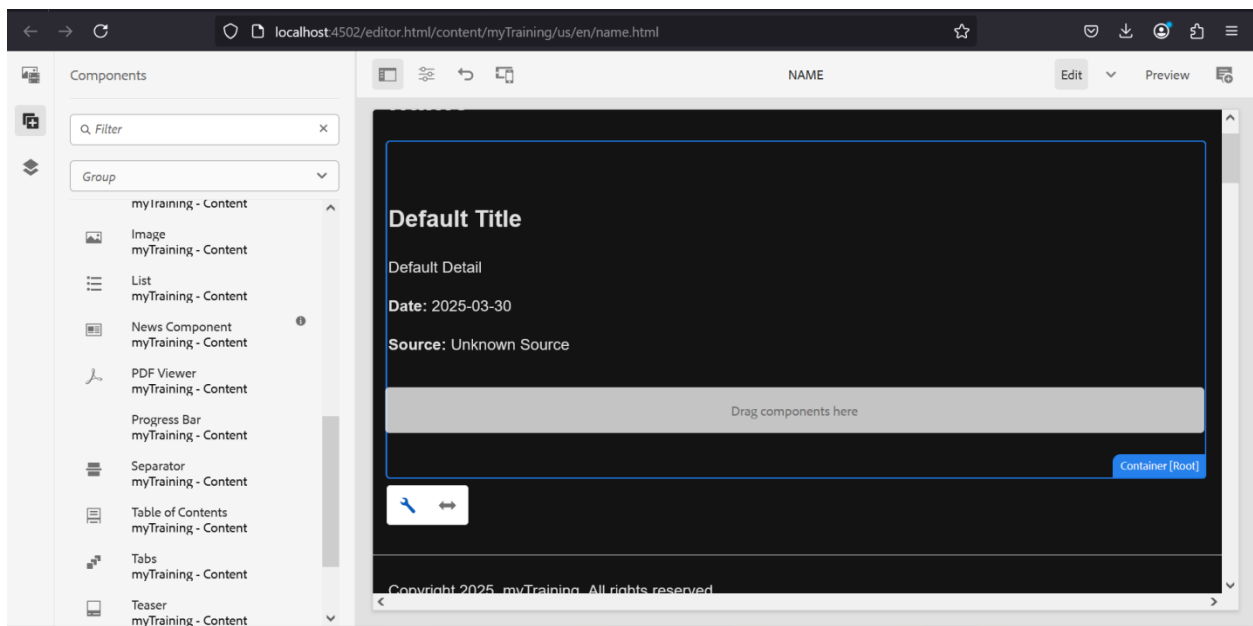 localhost:4502/editor.html/content/myTraining/us/en/name.html
Components
NAME
Edit
Preview
Filter
Group
myTraining - Content
Image
myTraining - Content
List
myTraining - Content
News Component
myTraining - Content
PDF Viewer
myTraining - Content
Progress Bar
myTraining - Content
Separator
myTraining - Content
Table of Contents
myTraining - Content
Tabs
myTraining - Content
Teaser
myTraining - Content
Default Title
Default Detail
Date: 2025-03-30
Source: Unknown Source
Drag components here
Container [Root]
Copyright 2025, myTraining. All rights reserved.